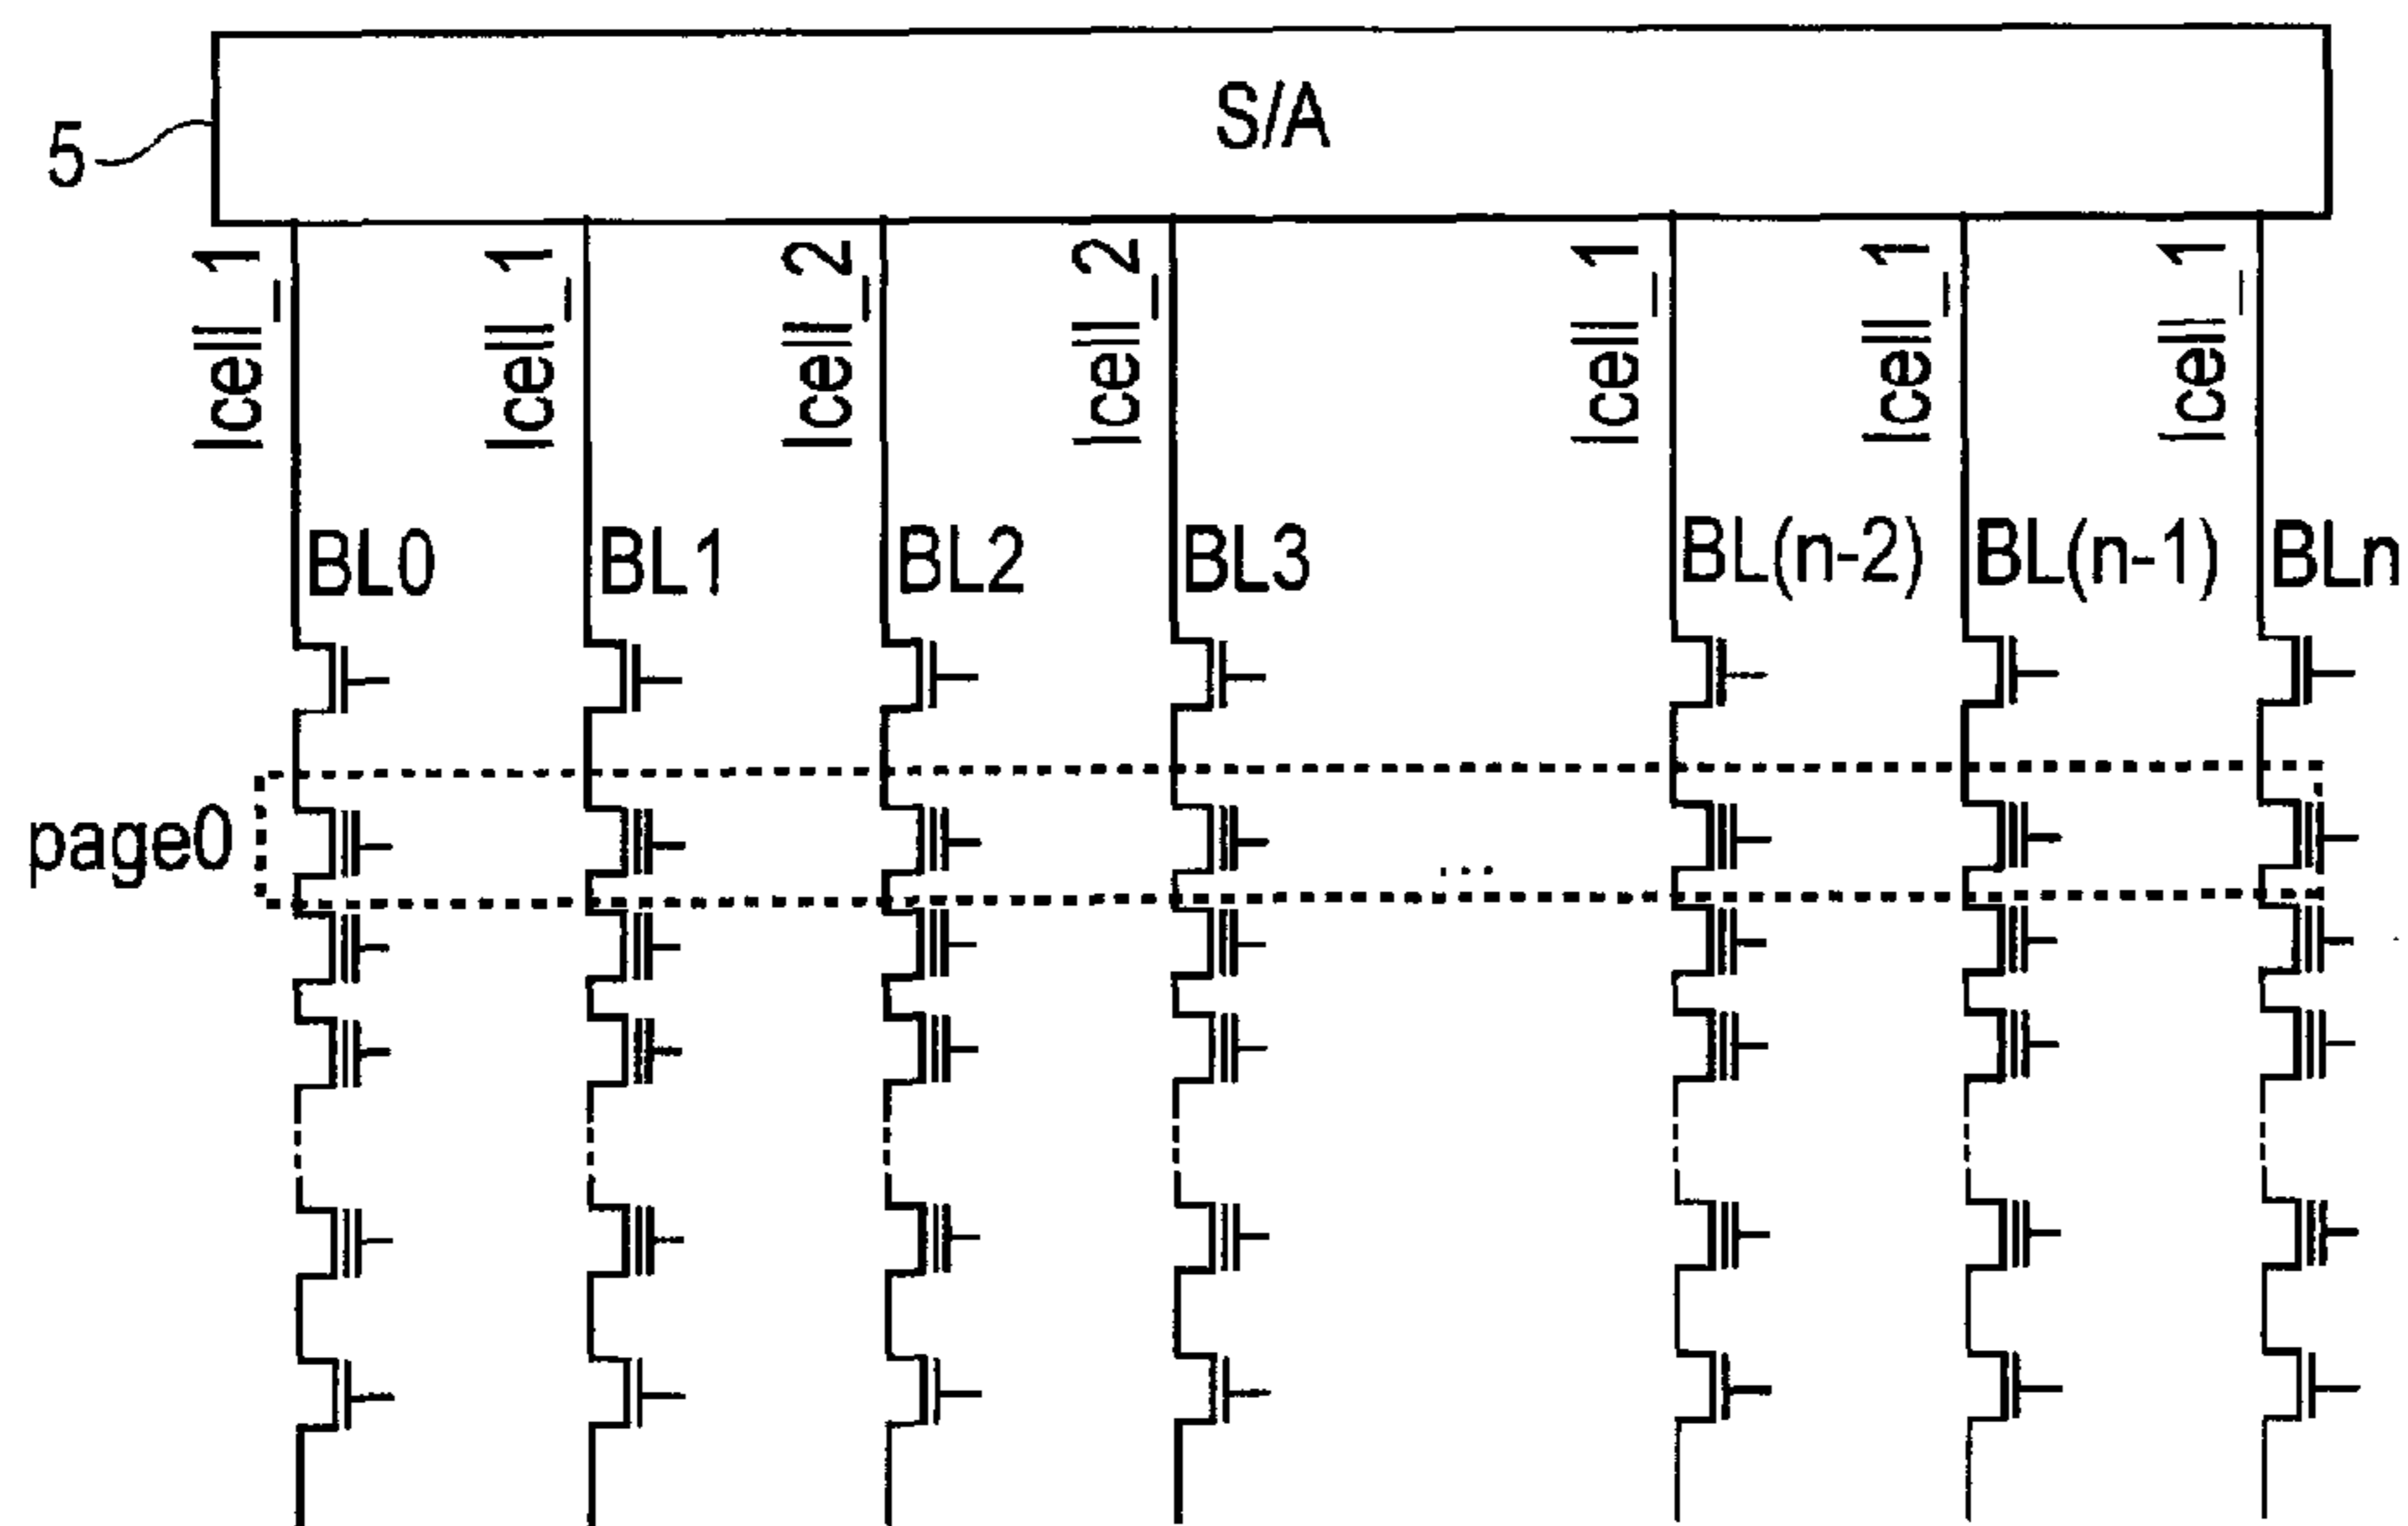 S/A
5
Icell_1
Icell_1
Icell_2
Icell_2
Icell_1
Icell_1
Icell_1
BL0
BL1
BL2
BL3
BL(n-2)
BL(n-1)
BLn
page0
...